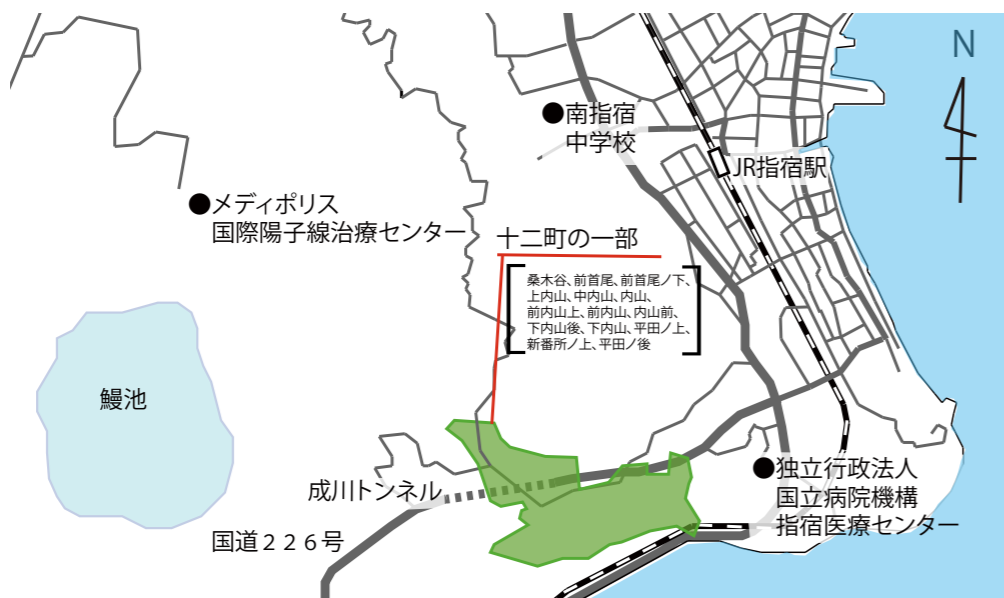 N
南指宿
中学校
JR指宿駅
メディポリス
国際陽子線治療センター
十二町の一部
桑木谷、前首尾、前首尾ノ下、
上内山、中内山、内山、
前内山上、前内山、内山前、
下内山後、下内山、平田ノ上、
新番所ノ上、平田ノ後
鰻池
成川トンネル
国道226号
独立行政法人
国立病院機構
指宿医療センター